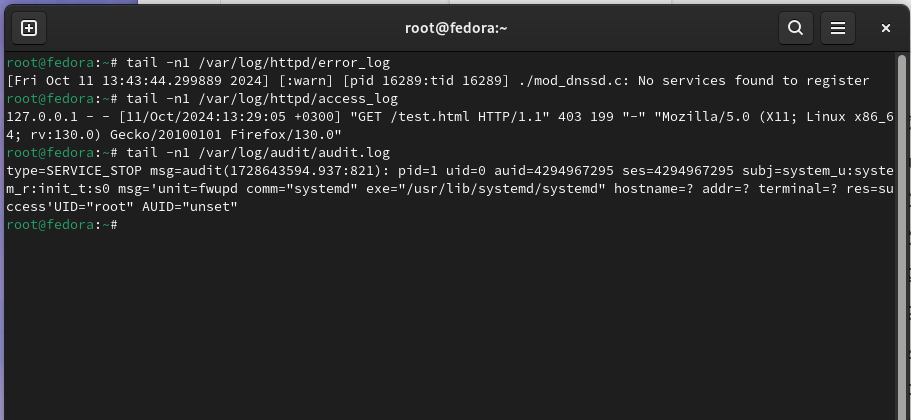 root@fedora:~
root@fedora:~# tail -n1 /var/log/httpd/error_log
[Fri Oct 11 13:43:44.299889 2024] [:warn] [pid 16289:tid 16289] ./mod_dnssd.c: No services found to register
root@fedora:~# tail -n1 /var/log/httpd/access_log
127.0.0.1 - - [11/Oct/2024:13:29:05 +0300] "GET /test.html HTTP/1.1" 403 199 "-" "Mozilla/5.0 (X11; Linux x86_6
4; rv:130.0) Gecko/20100101 Firefox/130.0"
root@fedora:~# tail -n1 /var/log/audit/audit.log
type=SERVICE_STOP msg=audit(1728643594.937:821): pid=1 uid=0 auid=4294967295 ses=4294967295 subj=system_u:syste
m_r:init_t:s0 msg='unit=fwupd comm="systemd" exe="/usr/lib/systemd/systemd" hostname=? addr=? terminal=? res=su
ccess'UID="root" AUID="unset"
root@fedora:~#